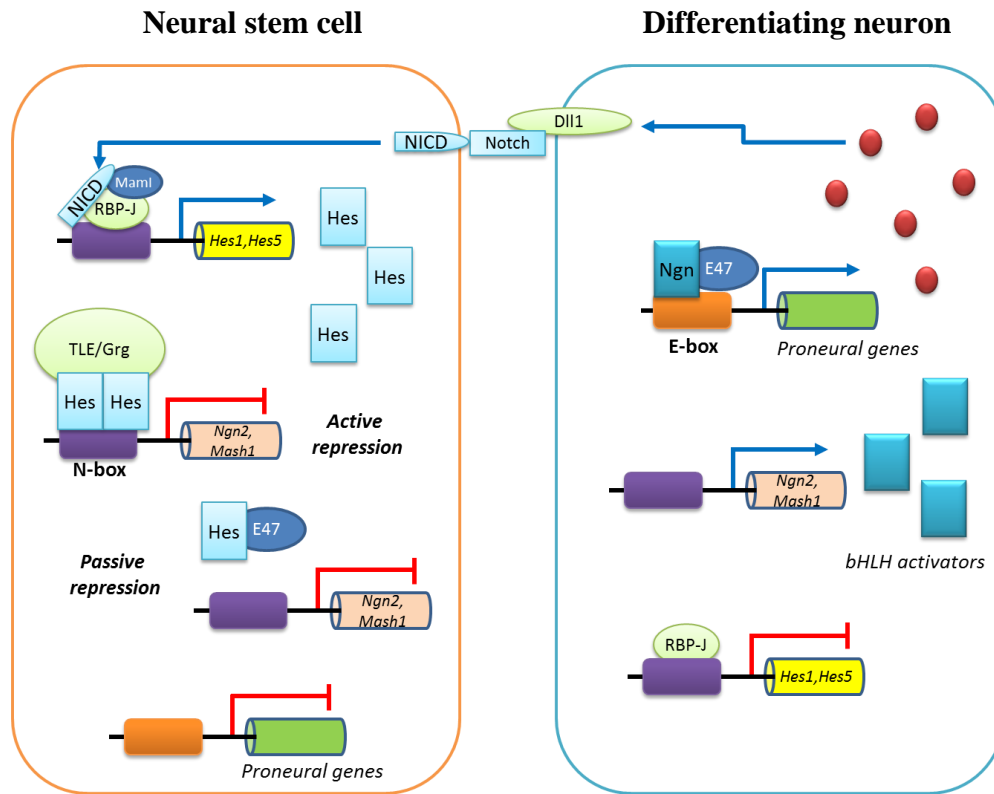 Neural stem cell
Differentiating neuron
Dll1
NICD
Notch
NICD
MamI
RBP-J
Hes1,Hes5
Hes
Hes
Hes
Ngn
E47
E-box
Proneural genes
TLE/Grg
Hes
Hes
N-box
Ngn2,
Mash1
Active
repression
Ngn2,
Mash1
bHLH activators
Hes
E47
Passive
repression
Ngn2,
Mash1
RBP-J
Hes1,Hes5
Proneural genes